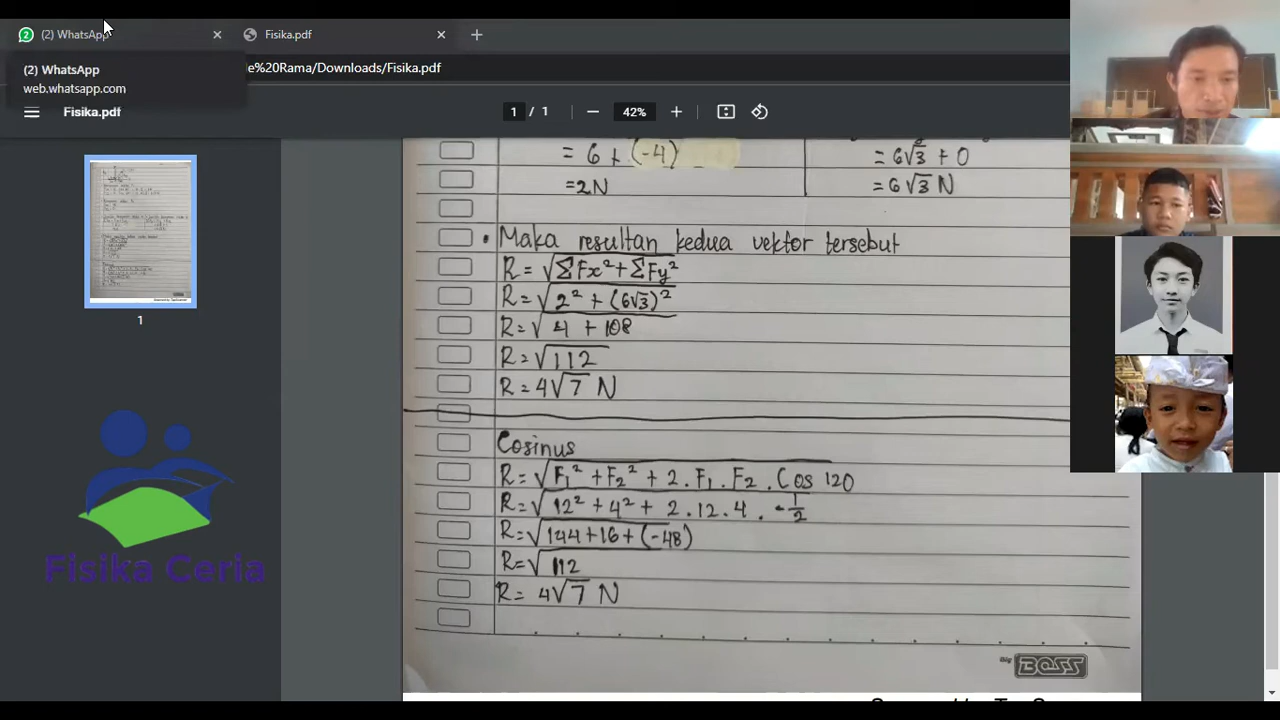 (2) WhatsApp
Fisika.pdf
(2) WhatsApp
web.whatsapp.com
le%20Rama/Downloads/Fisika.pdf
Fisika.pdf
1 / 1
42%
= 6 + (-4)
= 6√3 + 0
=2N
= 6√3 N
• Maka resultan kedua vektor tersebut
R = √ΣFx² + ΣFy²
R = √2² + (6√3)²
R = √4 + 108
R = √112
R = 4√7 N
Cosinus
R = √F₁² + F₂² + 2 . F₁ . F₂ . Cos 120
R = √12² + 4² + 2 . 12 . 4 . -1/2
R = √144 + 16 + (-48)
R = √112
R = 4√7 N
1
Fisika Ceria
Big BOSS